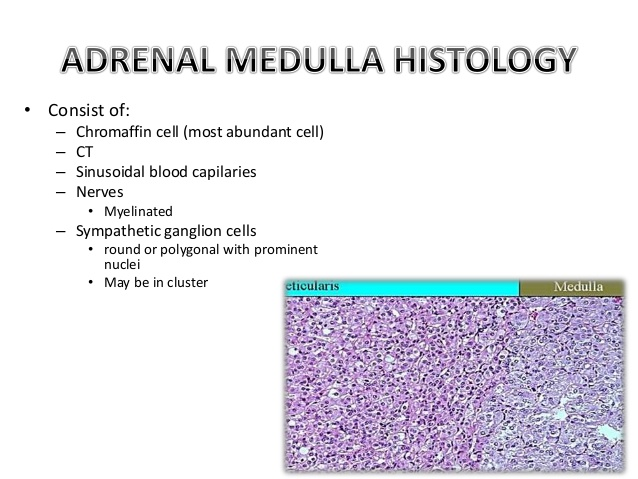 ADRENAL MEDULLA HISTOLOGY
• Consist of:
– Chromaffin cell (most abundant cell)
– CT
– Sinusoidal blood capilaries
– Nerves
• Myelinated
– Sympathetic ganglion cells
• round or polygonal with prominent
nuclei
• May be in cluster
eticularis Medulla